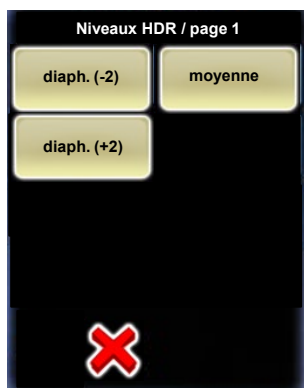 Niveaux HDR / page 1
diaph. (-2)
moyenne
diaph. (+2)